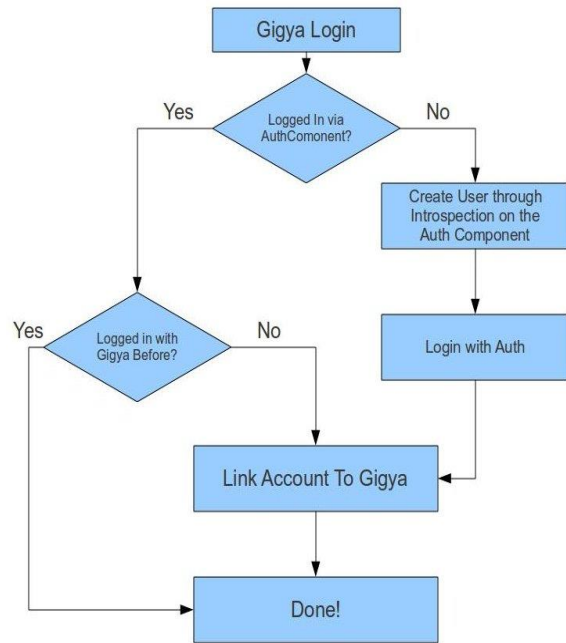 Gigya Login
Yes
Logged In via
AuthComonent?
No
Create User through
Introspection on the
Auth Component
Yes
Logged in with
Gigya Before?
No
Login with Auth
Link Account To Gigya
Done!